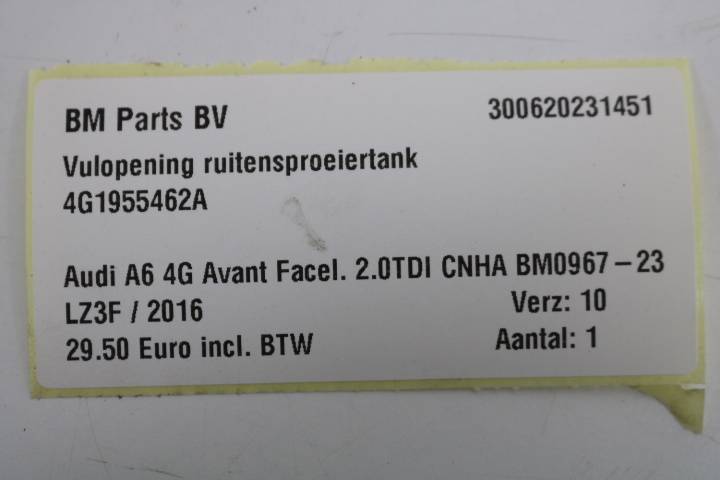 BM Parts BV 300620231451
Vulopening ruitensproeiertank
4G1955462A
Audi A6 4G Avant Facel. 2.0TDI CNHA BM0967-23
LZ3F / 2016 Verz: 10
29.50 Euro incl. BTW Aantal: 1